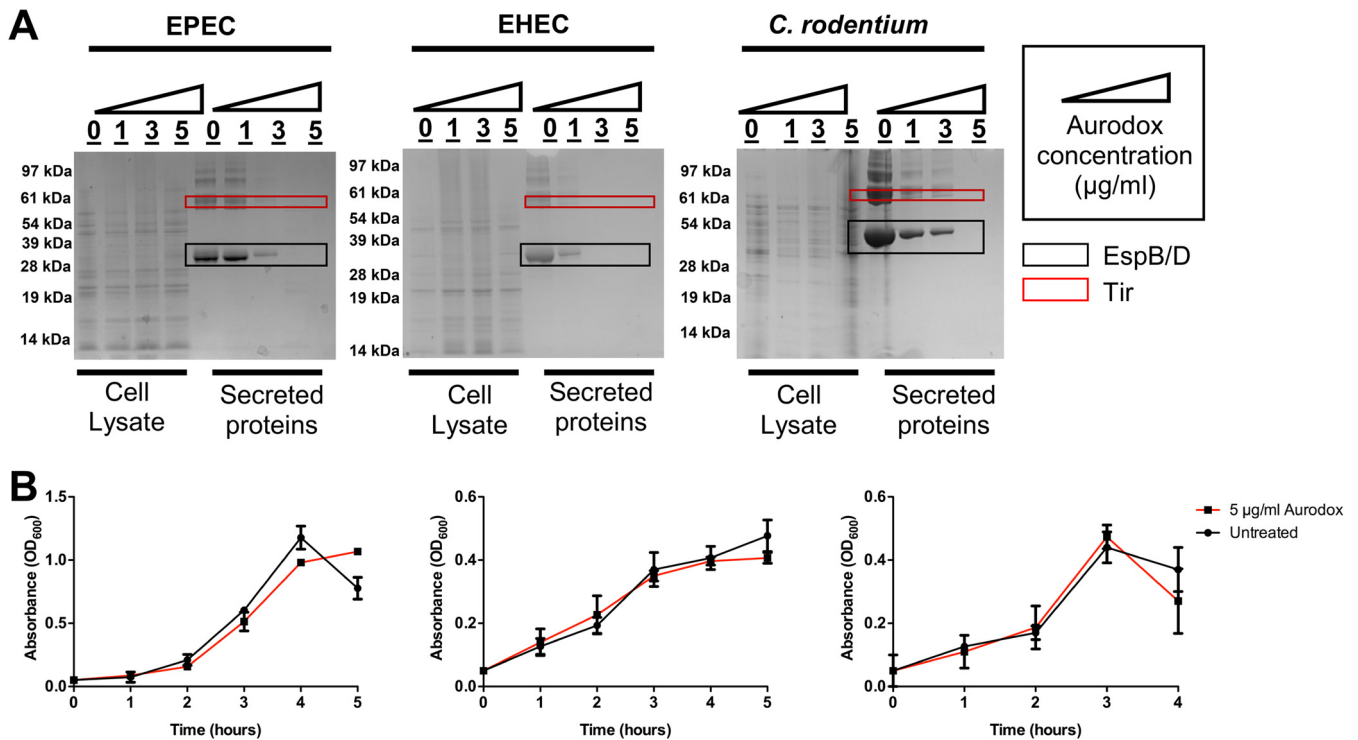 A
EPEC
EHEC
C. rodentium
0 1 3 5 0 1 3 5
0 1 3 5 0 1 3 5
0 1 3 5 0 1 3 5
97 kDa
61 kDa
54 kDa
39 kDa
28 kDa
19 kDa
14 kDa
97 kDa
61 kDa
54 kDa
39 kDa
28 kDa
19 kDa
14 kDa
97 kDa
61 kDa
54 kDa
28 kDa
19 kDa
14 kDa
Cell
Lysate
Secreted
proteins
Cell
Lysate
Secreted
proteins
Cell
Lysate
Secreted
proteins
Aurodox
concentration
(µg/ml)
EspB/D
Tir
B
Absorbance (OD600)
1.5
1.0
0.5
0.0
0 1 2 3 4 5
Time (hours)
Absorbance (OD600)
0.6
0.4
0.2
0.0
0 1 2 3 4 5
Time (hours)
Absorbance (OD600)
0.6
0.4
0.2
0.0
0 1 2 3 4
Time (hours)
5 µg/ml Aurodox
Untreated